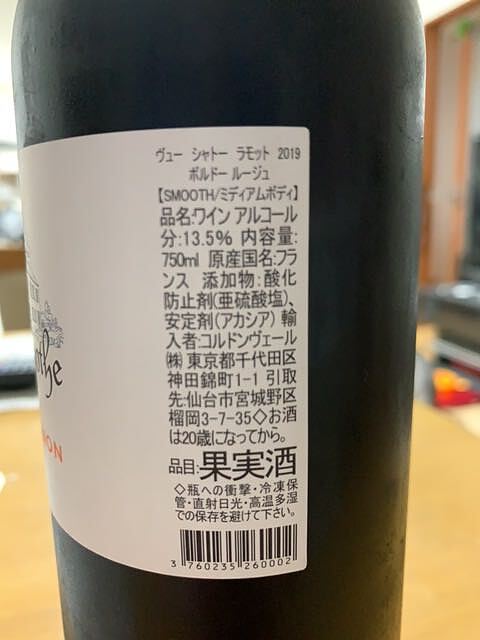 othe
NON
ヴュー シャトー ラモット 2019
ボルドー ルージュ
【SMOOTH/ミディアムボディ】
品名:ワイン アルコール
分:13.5% 内容量:
750ml 原産国名:フラ
ンス 添加物:酸化
防止剤(亜硫酸塩)、
安定剤(アカシア) 輸
入者:コルドンヴェール
㈱ 東京都千代田区
神田錦町1-1 引取
先:仙台市宮城野区
榴岡3-7-35◇お酒
は20歳になってから。
品目:果実酒
◇瓶への衝撃・冷凍保
管・直射日光・高温多湿
での保存を避けて下さい。
3 760235 260002